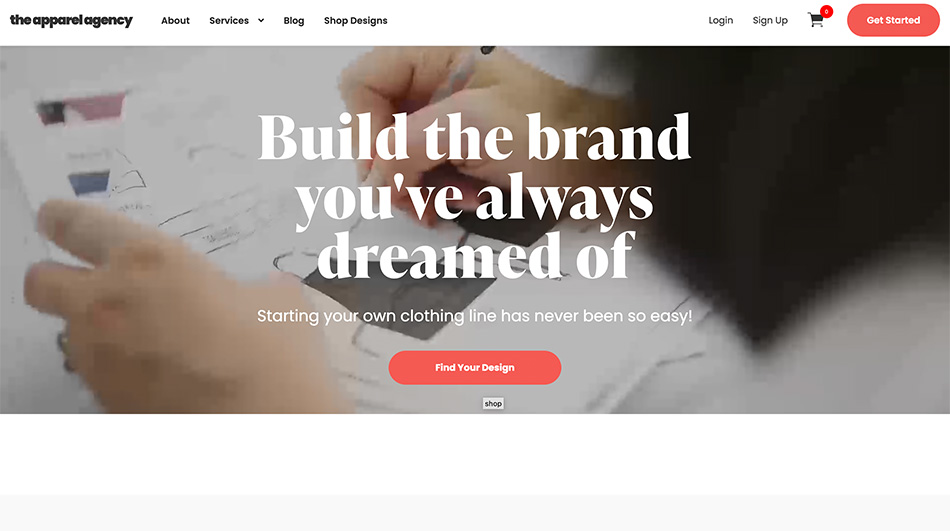 the apparel agency
About
Services
Blog
Shop Designs
Login
Sign Up
0
Get Started
Build the brand
you've always
dreamed of
Starting your own clothing line has never been so easy!
Find Your Design
shop